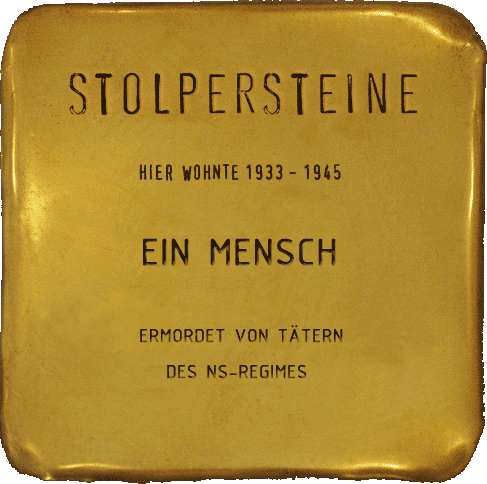 STOLPERSTEINE
HIER WOHNTE 1933 - 1945
EIN MENSCH
ERMORDET VON TÄTERN
DES NS-REGIMES